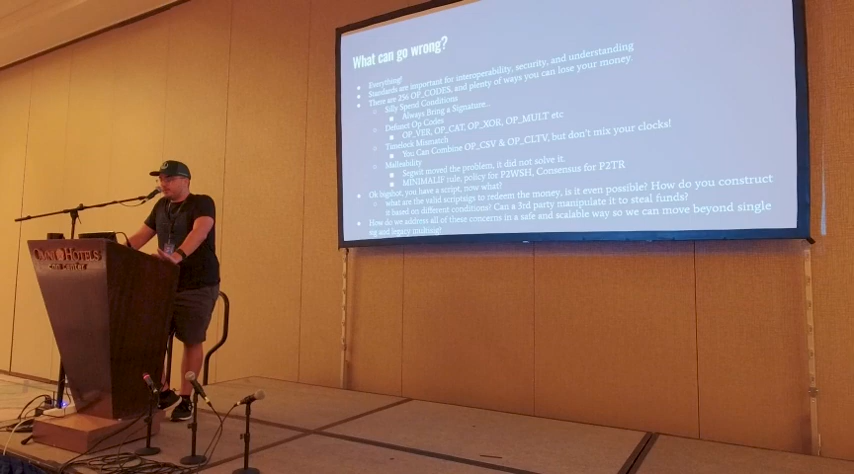 What can go wrong?
Everything!
Standards are important for interoperability, security, and understanding
There are 256 OP_CODES, and plenty of ways you can lose your money.
Silly Spend Conditions
Always Bring a Signature..
Defunct Op Codes
OP_VER, OP_CAT, OP_XOR, OP_MULT etc
Timelock Mismatch
You Can Combine OP_CSV & OP_CLTV, but don't mix your clocks!
Malleability
Segwit moved the problem, it did not solve it.
MINIMALIF rule, policy for P2WSH, Consensus for P2TR
Ok bigshot, you have a script, now what?
what are the valid scriptsigs to redeem the money, is it even possible? How do you construct
it based on different conditions? Can a 3rd party manipulate it to steal funds?
How do we address all of these concerns in a safe and scalable way so we can move beyond single
sig and legacy multisig?
OMNI HOTELS